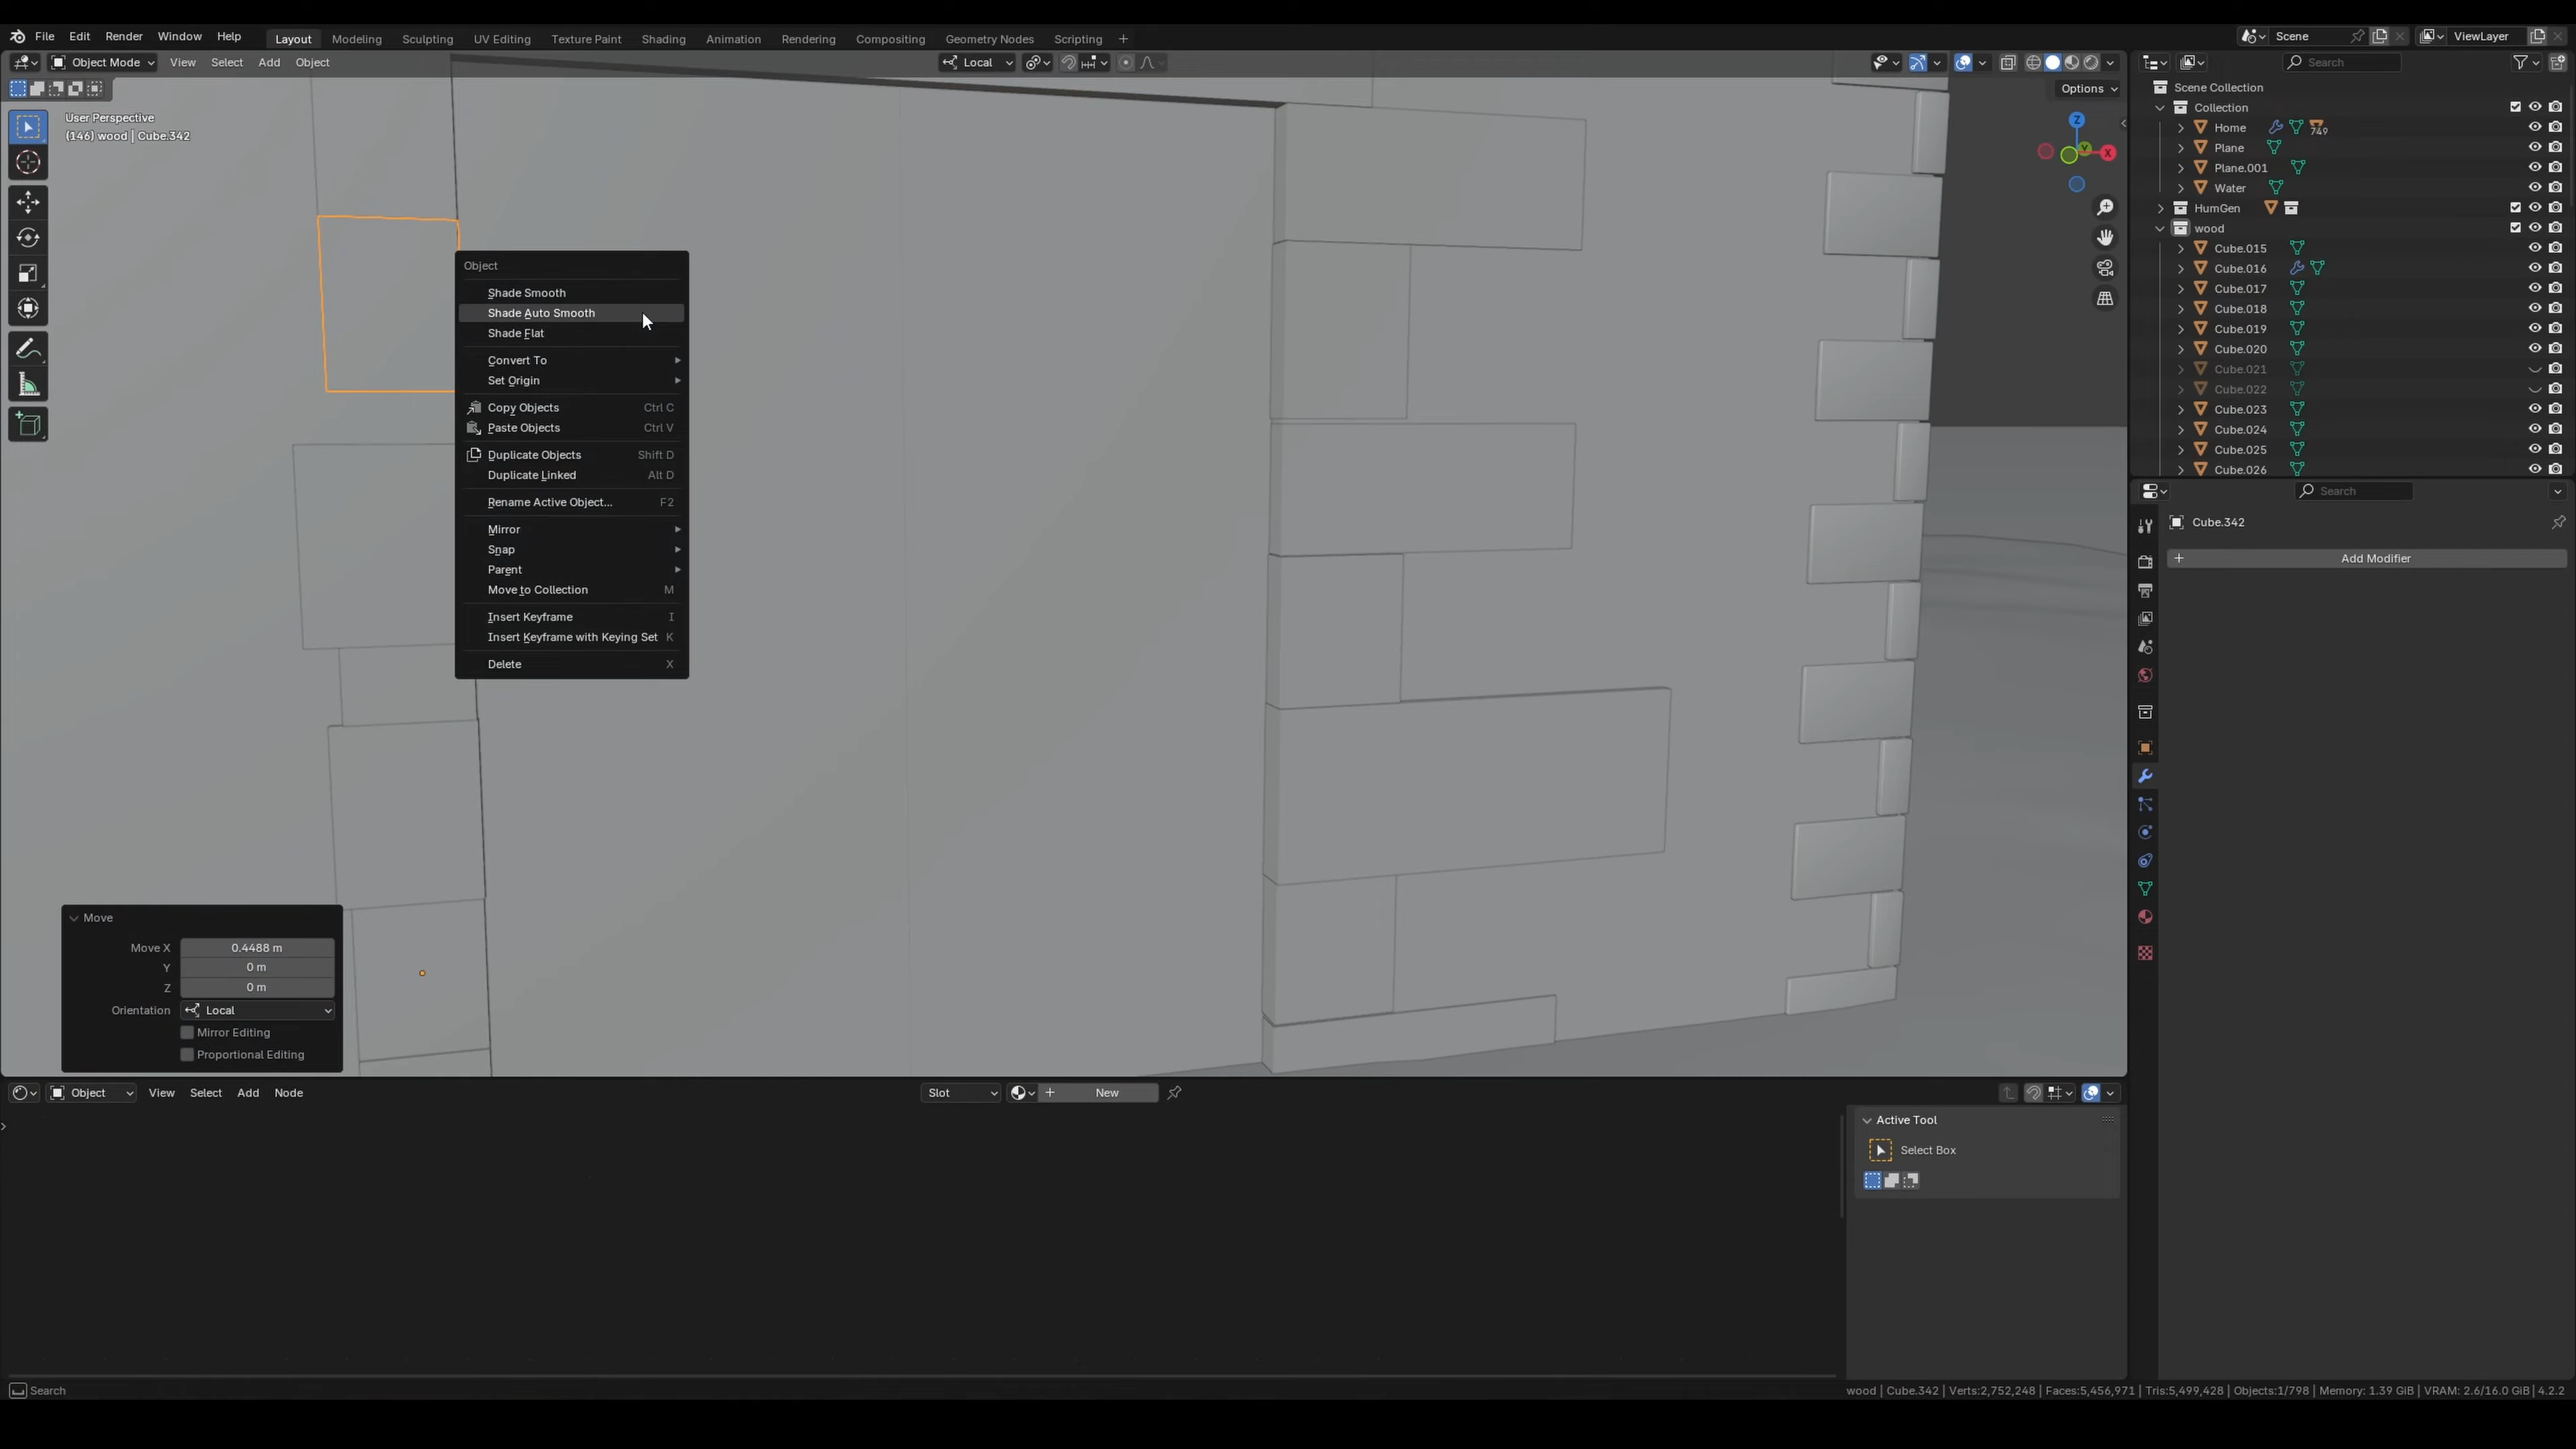 File Edit Render Window Help Layout Modeling Sculpting UV Editing Texture Paint Shading Animation Rendering Compositing Geometry Nodes Scripting + Scene ViewLayer
Object Mode View Select Add Object Local Search
Options
User Perspective
(146) wood | Cube.342
Z
Y
X
Scene Collection
Collection
Home 749
Plane
Plane.001
Water
HumGen
wood
Cube.015
Cube.016
Cube.017
Cube.018
Cube.019
Cube.020
Cube.021
Cube.022
Cube.023
Cube.024
Cube.025
Cube.026
Object
Shade Smooth
Shade Auto Smooth
Shade Flat
Convert To
Set Origin
Copy Objects Ctrl C
Paste Objects Ctrl V
Duplicate Objects Shift D
Duplicate Linked Alt D
Rename Active Object... F2
Mirror
Snap
Parent
Move to Collection M
Insert Keyframe I
Insert Keyframe with Keying Set K
Delete X
Search
Cube.342
+ Add Modifier
Move
Move X 0.4488 m
Y 0 m
Z 0 m
Orientation Local
Mirror Editing
Proportional Editing
Object View Select Add Node Slot + New
Active Tool
Select Box
Search
wood | Cube.342 | Verts:2,752,248 | Faces:5,456,971 | Tris:5,499,428 | Objects:1/798 | Memory: 1.39 GiB | VRAM: 2.6/16.0 GiB | 4.2.2